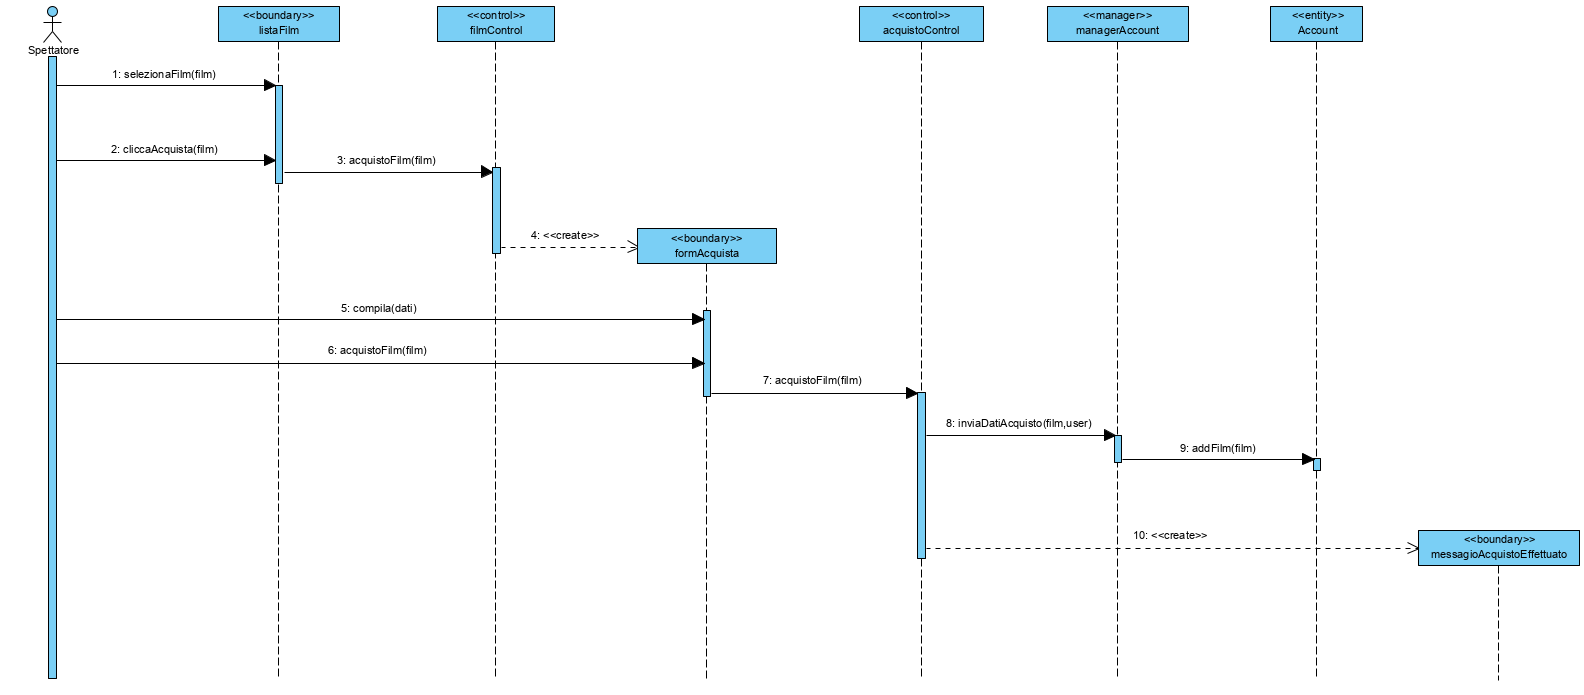 <<boundary>>
listaFilm
<<control>>
filmControl
<<control>>
acquistoControl
<<manager>>
managerAccount
<<entity>>
Account
Spettatore
1: selezionaFilm(film)
2: cliccaAcquista(film)
3: acquistoFilm(film)
4: <<create>>
<<boundary>>
formAcquista
5: compila(dati)
6: acquistoFilm(film)
7: acquistoFilm(film)
8: inviaDatiAcquisto(film,user)
9: addFilm(film)
10: <<create>>
<<boundary>>
messagioAcquistoEffettuato